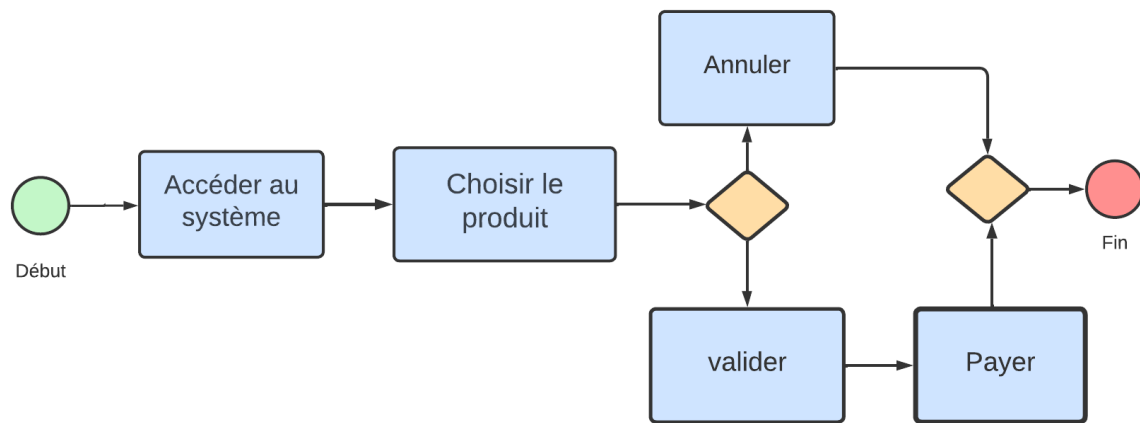 Annuler
Accéder au
système
Choisir le
produit
Début
Fin
valider
Payer